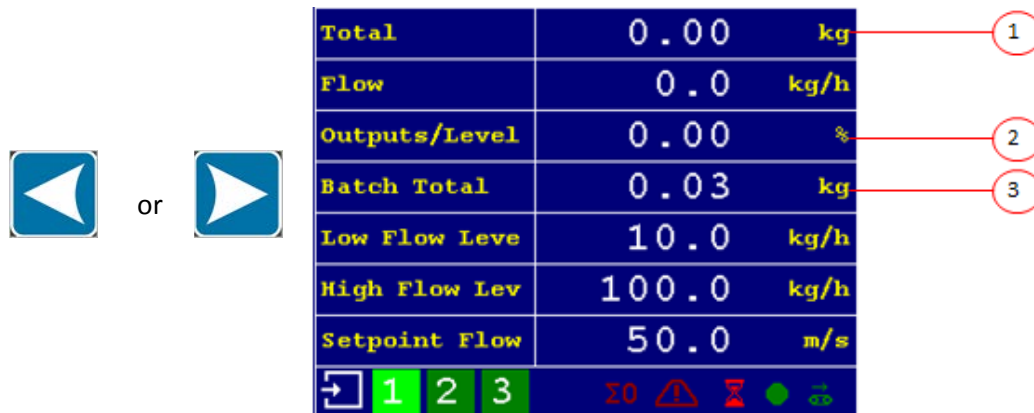 Total 0.00 kg 1
Flow 0.0 kg/h
Outputs/Level 0.00 % 2
or
Batch Total 0.03 kg 3
Low Flow Leve 10.0 kg/h
High Flow Lev 100.0 kg/h
Setpoint Flow 50.0 m/s
1 2 3 Σ0